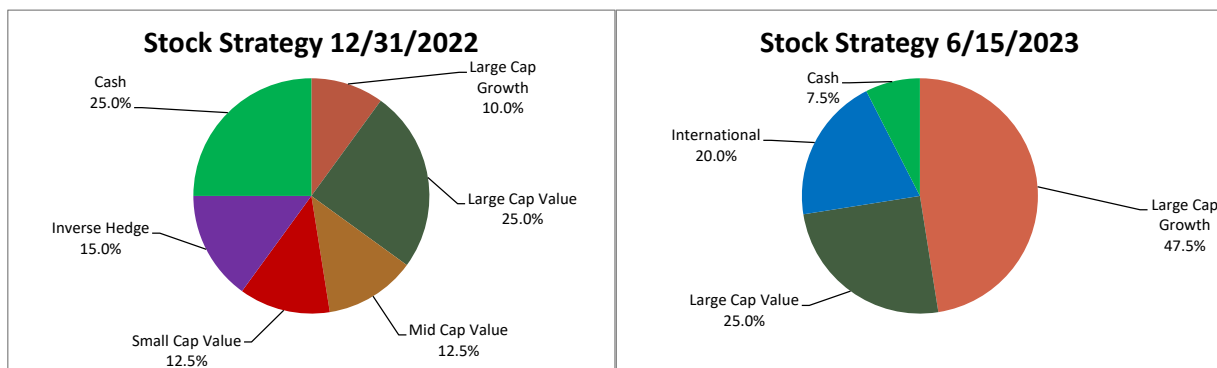 Stock Strategy 12/31/2022
Large Cap
Growth
10.0%
Large Cap Value
25.0%
Mid Cap Value
12.5%
Small Cap Value
12.5%
Inverse Hedge
15.0%
Cash
25.0%
Stock Strategy 6/15/2023
Large Cap
Growth
47.5%
Large Cap Value
25.0%
International
20.0%
Cash
7.5%